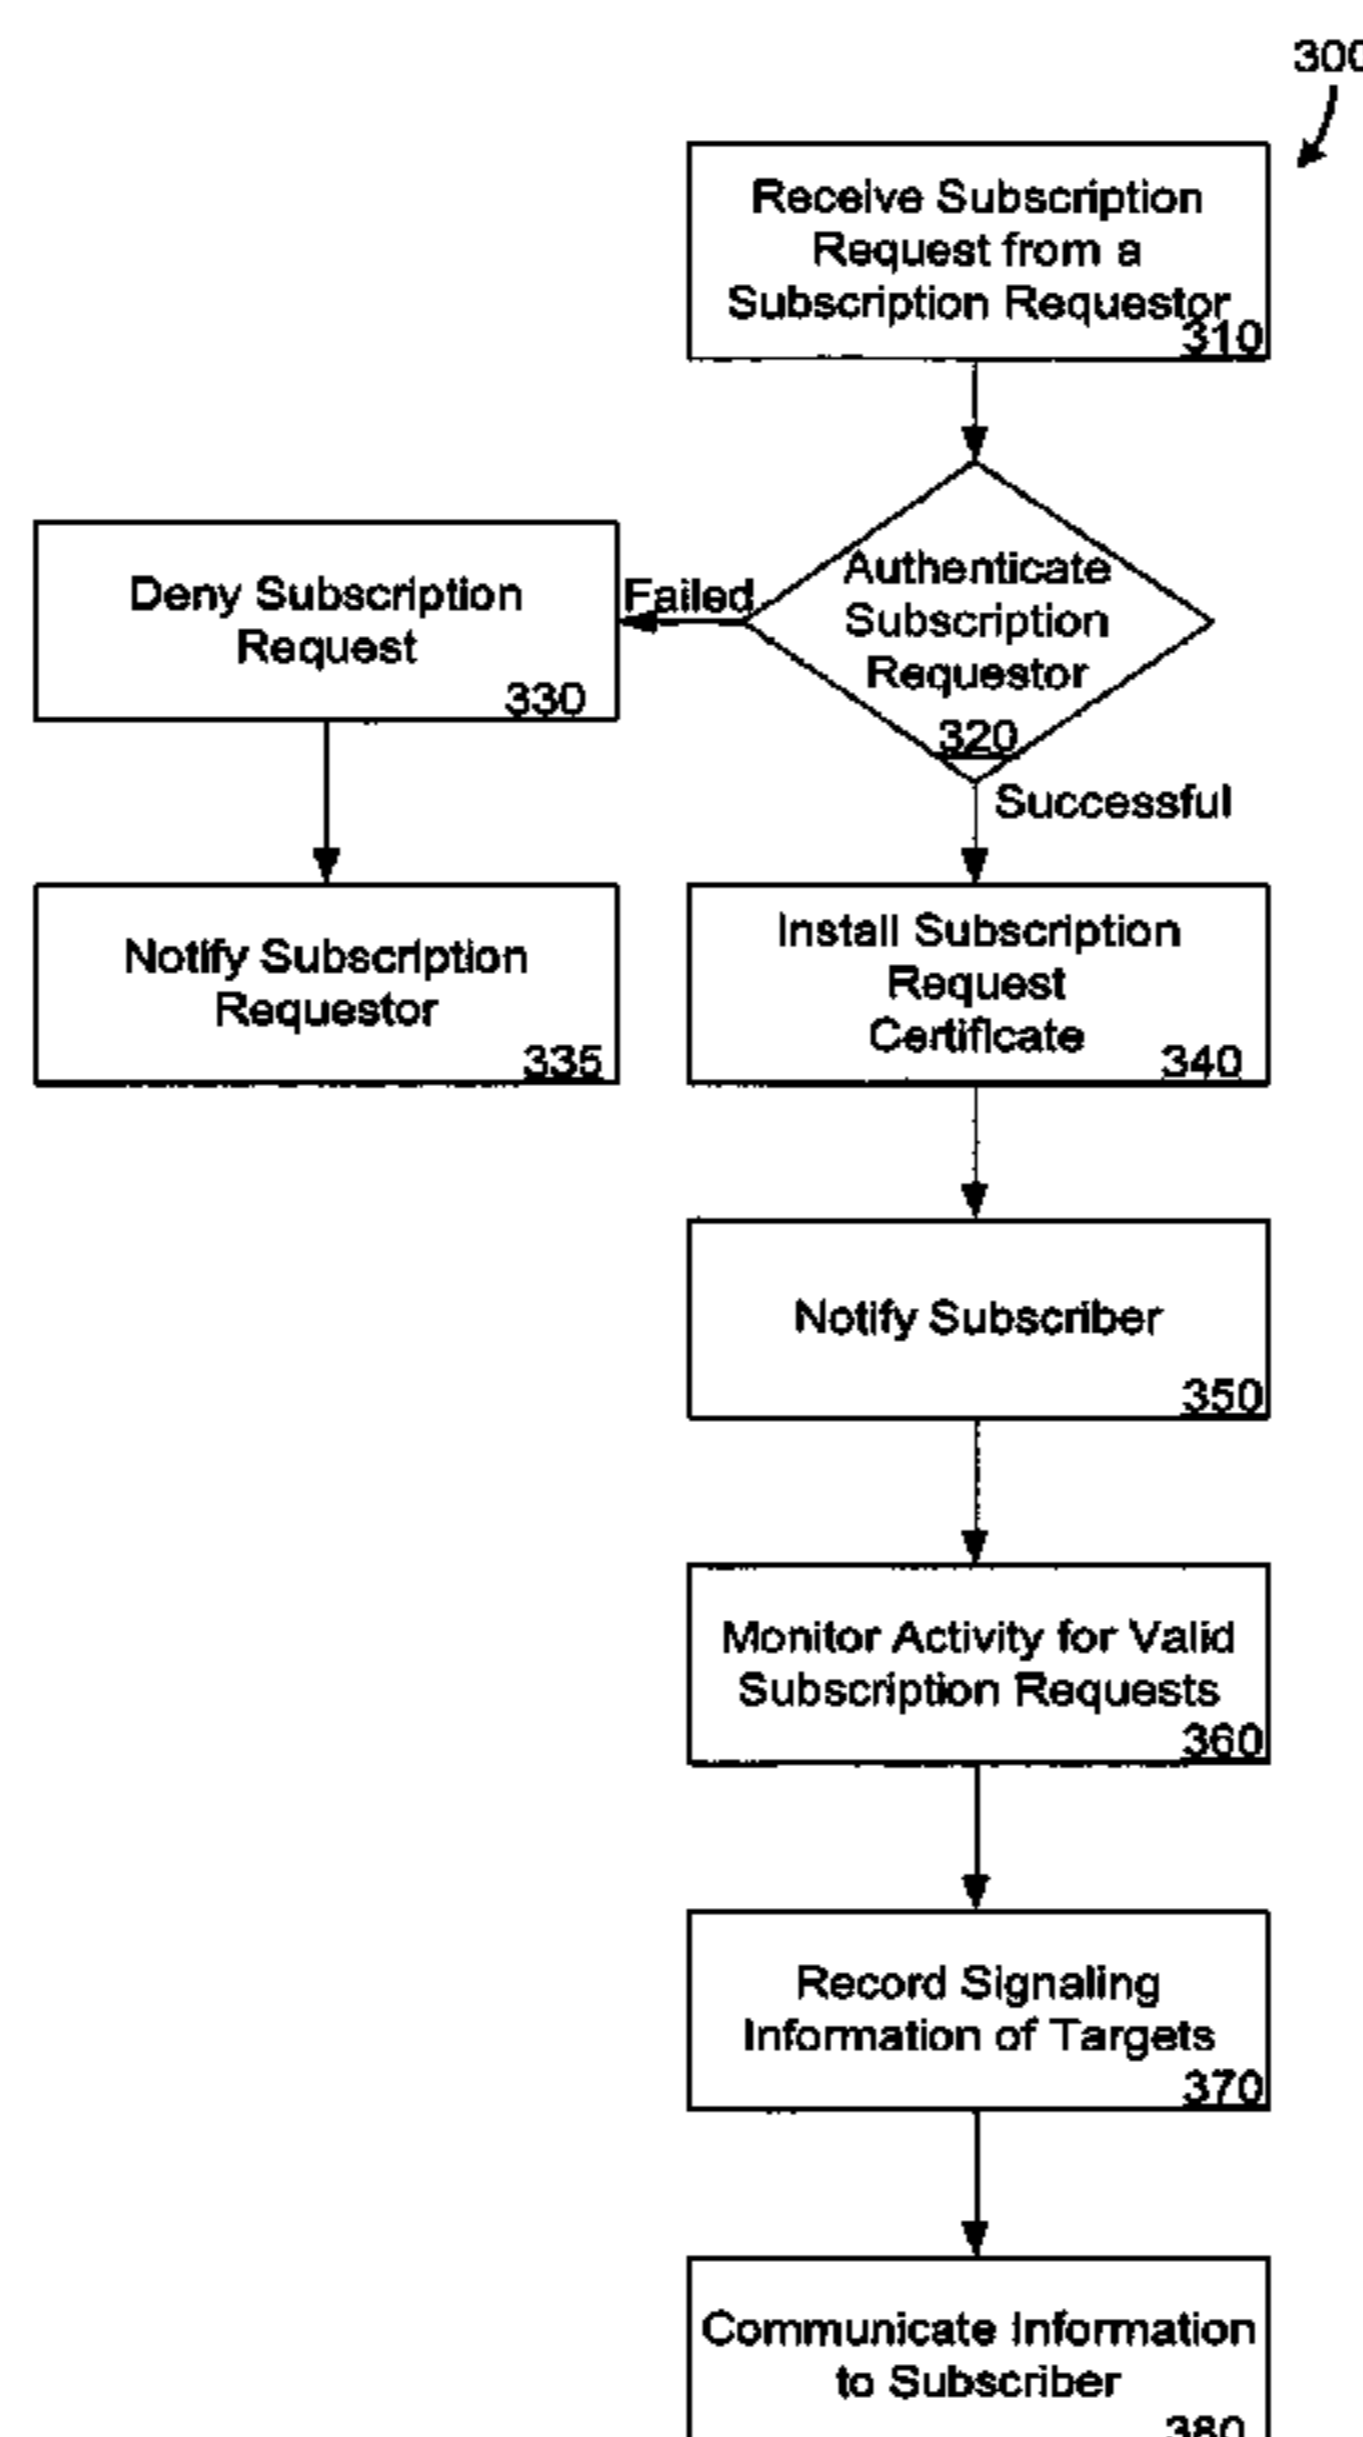 300
Receive Subscription
Request from a
Subscription Requestor
310
Authenticate
Subscription
Requestor
320
Failed
Deny Subscription
Request
330
Successful
Notify Subscription
Requestor
335
Install Subscription
Request
Certificate
340
Notify Subscriber
350
Monitor Activity for Valid
Subscription Requests
360
Record Signaling
Information of Targets
370
Communicate Information
to Subscriber
380